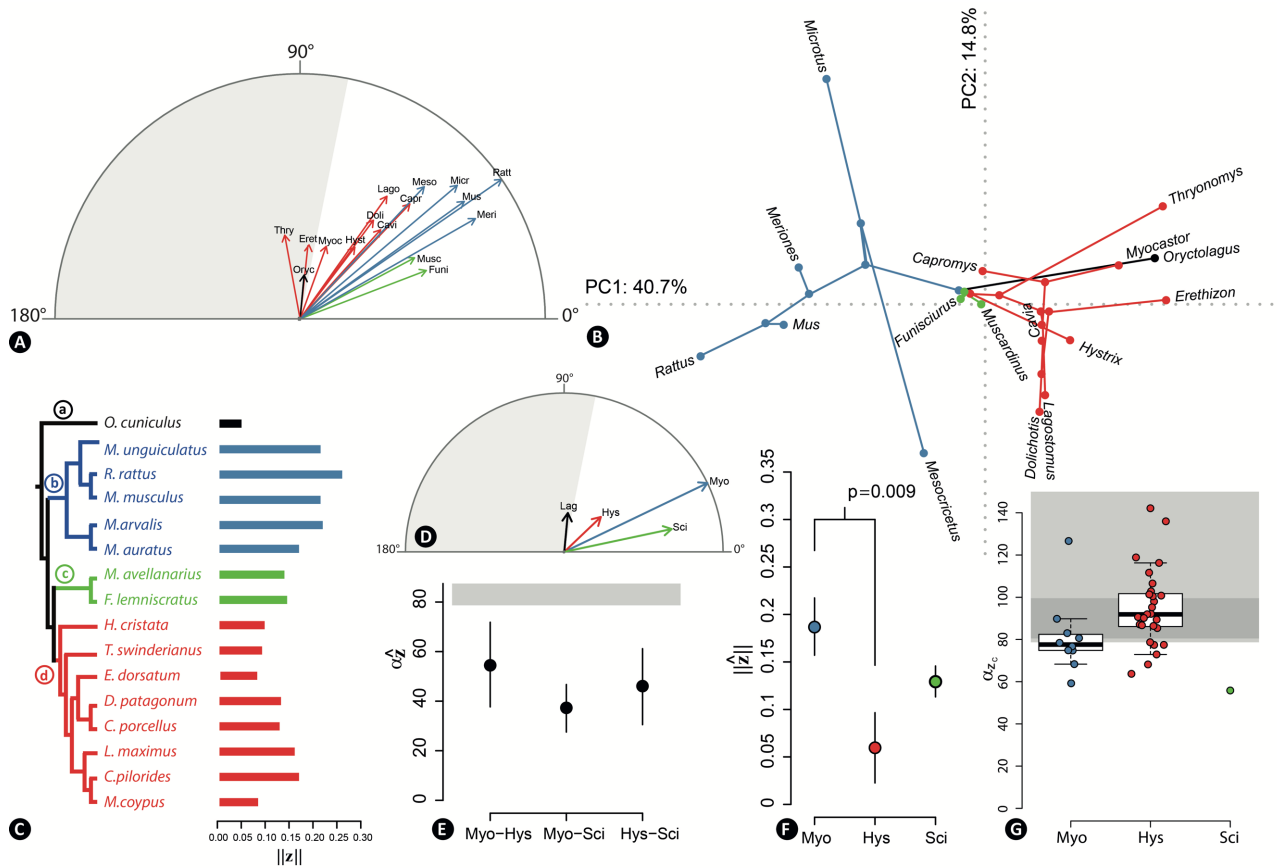 90°
180°
0°
Thry
Eret
Myoc
Hyst
Oryc
Lago
Doli
Cavi
Capr
Meso
Micr
Mus
Ratt
Meri
Musc
Funi
A
PC1: 40.7%
PC2: 14.8%
Microtus
Meriones
Mus
Rattus
Mesocricetus
Funisciurus
Muscardinus
Capromys
Cavia
Thryonomys
Myocastor
Oryctolagus
Erethizon
Hystrix
Dolichotis
Lagostomus
B
a
b
c
d
O. cuniculus
M. unguiculatus
R. rattus
M. musculus
M.arvalis
M. auratus
M. avellanarius
F. lemniscratus
H. cristata
T. swinderianus
E. dorsatum
D. patagonum
C. porcellus
L. maximus
C.pilorides
M.coypus
0.00 0.05 0.10 0.15 0.20 0.25 0.30
||z||
C
90°
180°
0°
Lag
Hys
Myo
Sci
D
80
60
40
20
0
αẑ
Myo-Hys Myo-Sci Hys-Sci
E
0.35
0.3
0.25
0.2
0.15
0.1
0.05
0
||ẑ||
p=0.009
Myo Hys Sci
F
140
120
100
80
60
40
20
0
αzc
Myo Hys Sci
G